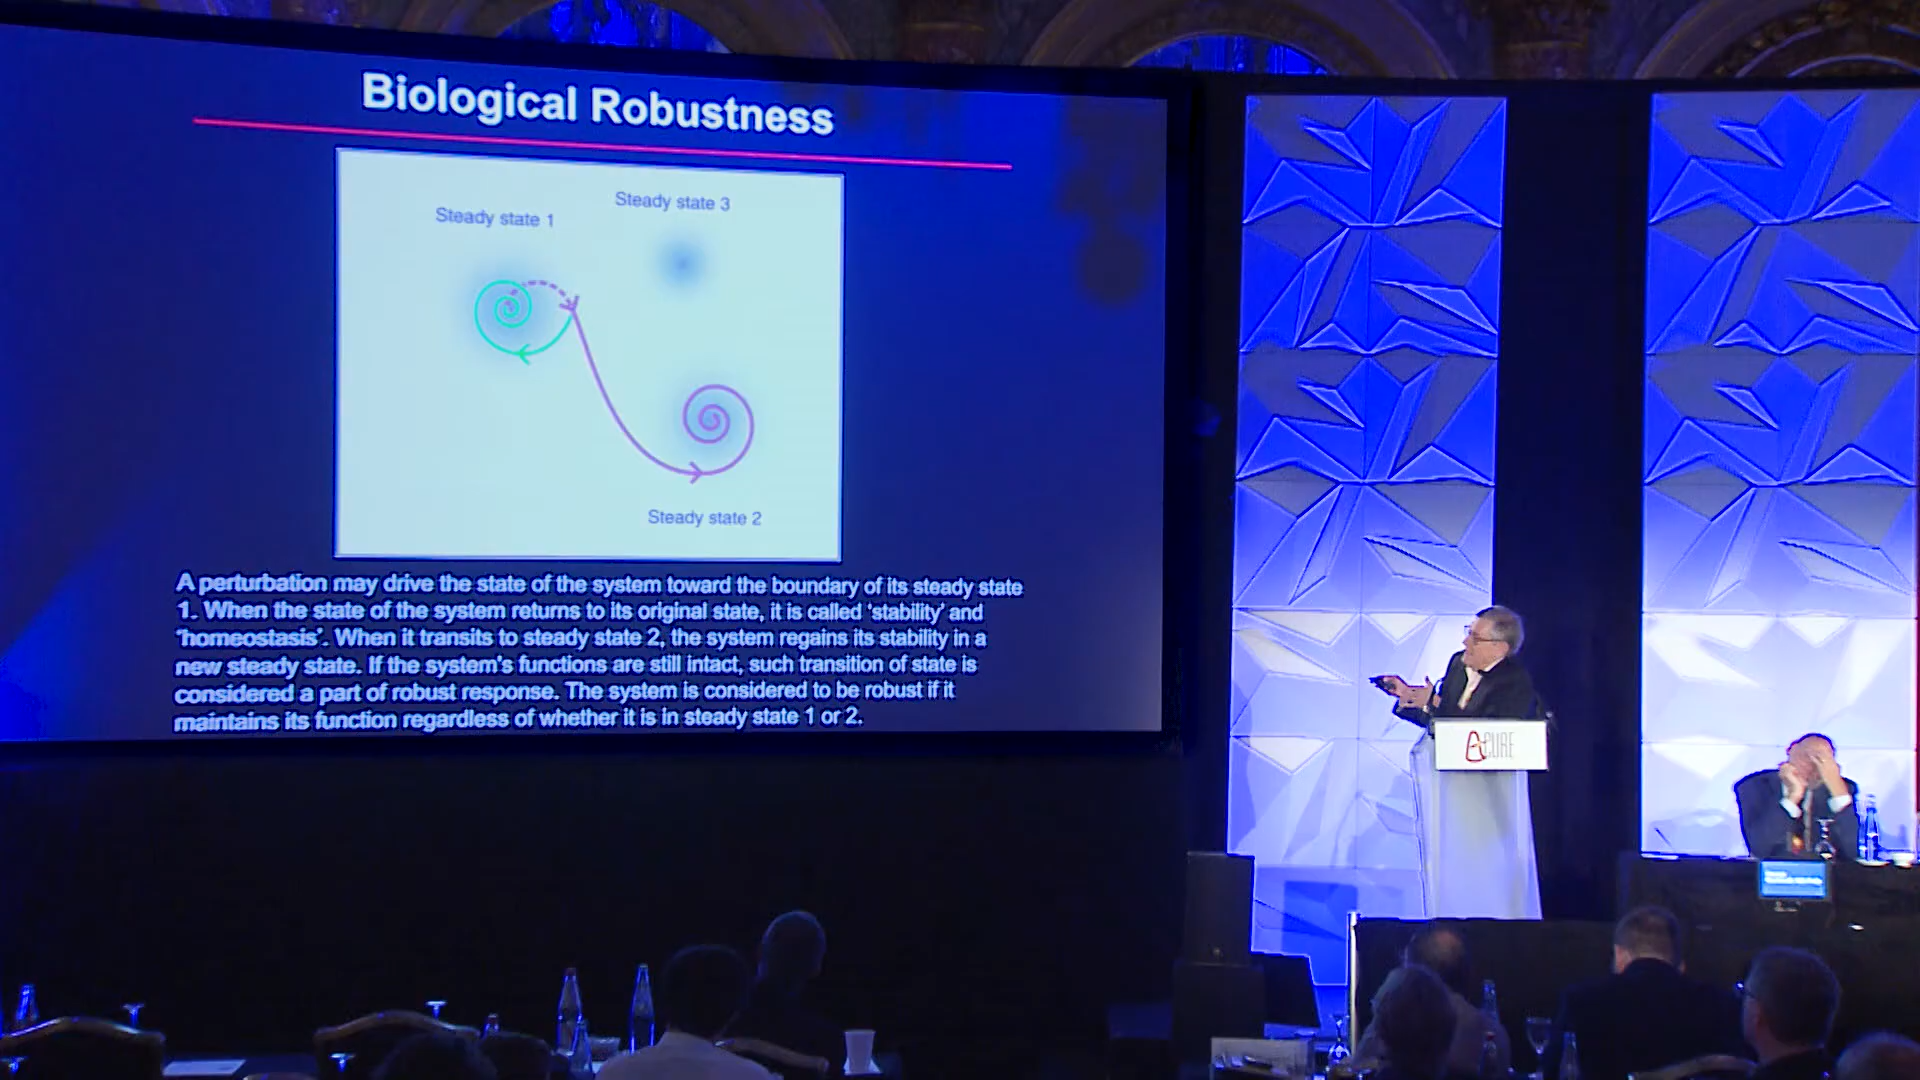 Biological Robustness
Steady state 3
Steady state 1
Steady state 2
A perturbation may drive the state of the system toward the boundary of its steady state
1. When the state of the system returns to its original state, it is called ‘stability’ and
‘homeostasis’. When it transits to steady state 2, the system regains its stability in a
new steady state. If the system's functions are still intact, such transition of state is
considered a part of robust response. The system is considered to be robust if it
maintains its function regardless of whether it is in steady state 1 or 2.
CURE